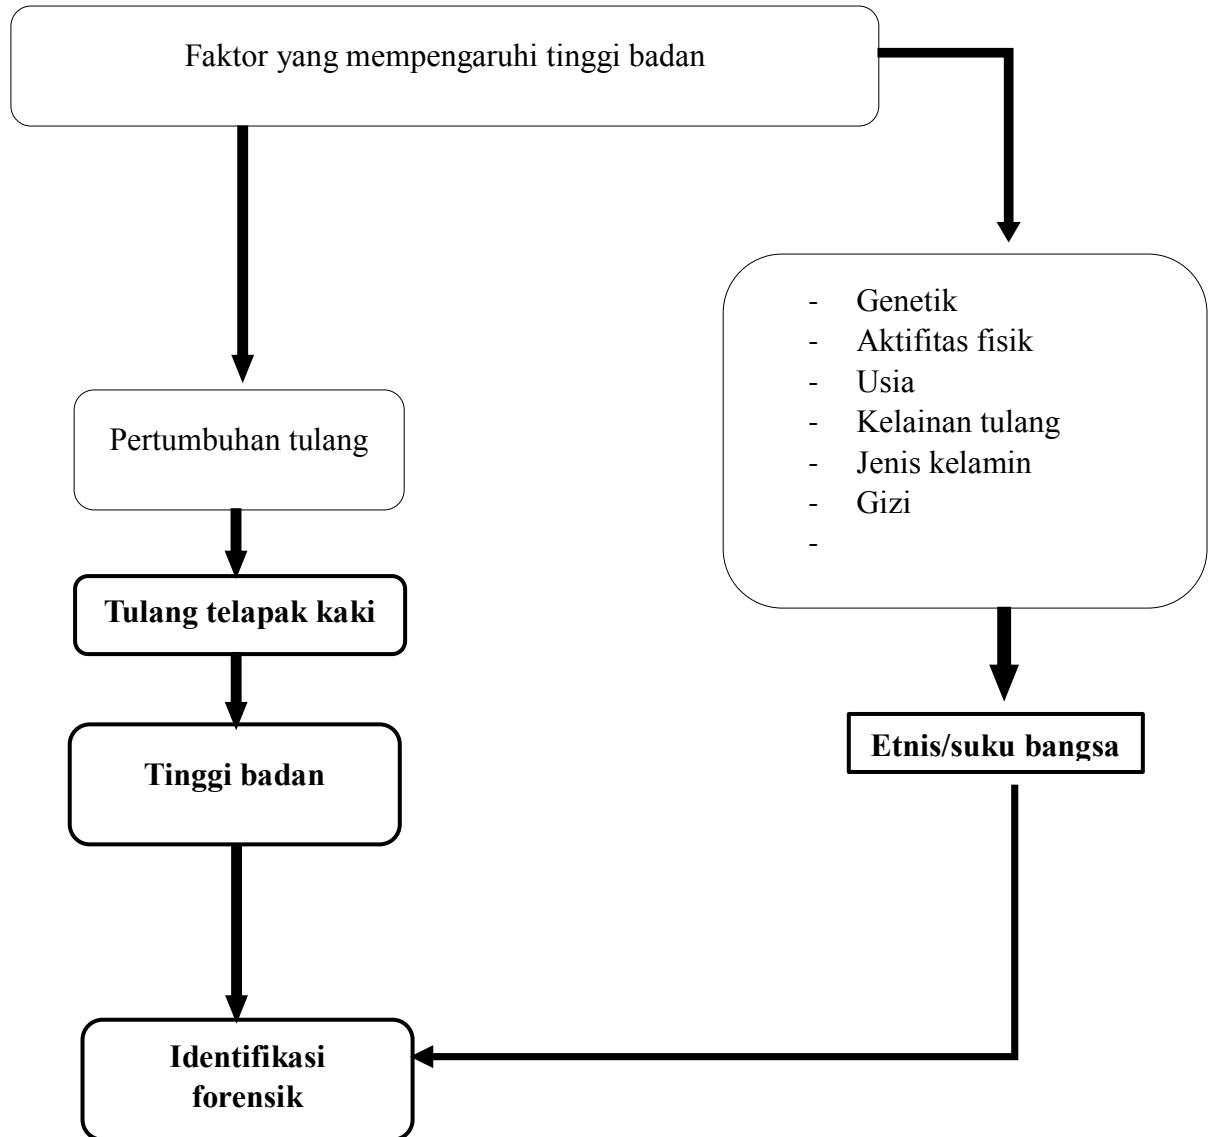 Faktor yang mempengaruhi tinggi badan
- Genetik
- Aktifitas fisik
- Usia
- Kelainan tulang
- Jenis kelamin
- Gizi
-
Pertumbuhan tulang
Tulang telapak kaki
Tinggi badan
Etnis/suku bangsa
Identifikasi
forensik